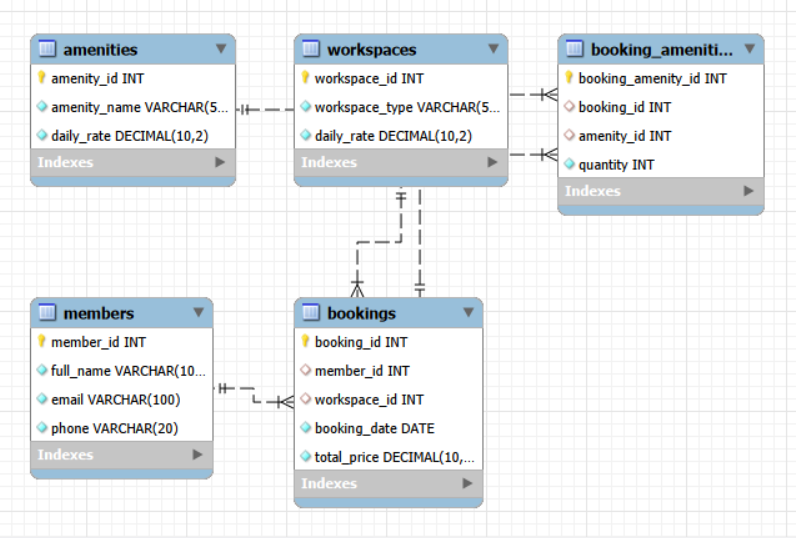 amenities
amenity_id INT
amenity_name VARCHAR(5...
daily_rate DECIMAL(10,2)
Indexes
workspaces
workspace_id INT
workspace_type VARCHAR(5...
daily_rate DECIMAL(10,2)
Indexes
booking_ameniti...
booking_amenity_id INT
booking_id INT
amenity_id INT
quantity INT
Indexes
members
member_id INT
full_name VARCHAR(10...
email VARCHAR(100)
phone VARCHAR(20)
Indexes
bookings
booking_id INT
member_id INT
workspace_id INT
booking_date DATE
total_price DECIMAL(10,...
Indexes